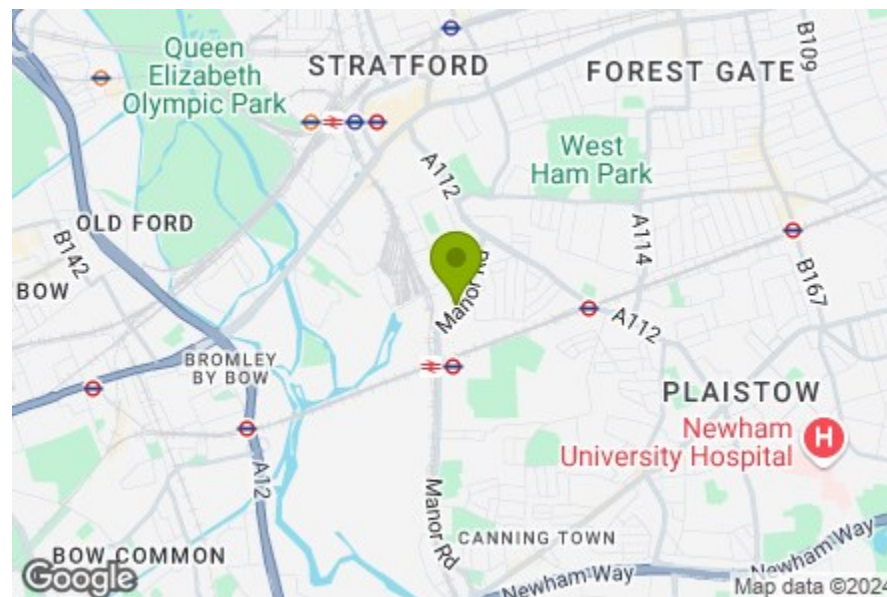 B109
Queen
Elizabeth
Olympic Park
STRATFORD
FOREST GATE
West
Ham Park
A112
OLD FORD
A114
B142
BOW
B167
Manor Rd
A112
BROMLEY
BY BOW
PLAISTOW
Newham
University Hospital
H
A12
Manor Rd
CANNING TOWN
BOW COMMON
Newham Way
Newham Way
Google
Map data ©2024